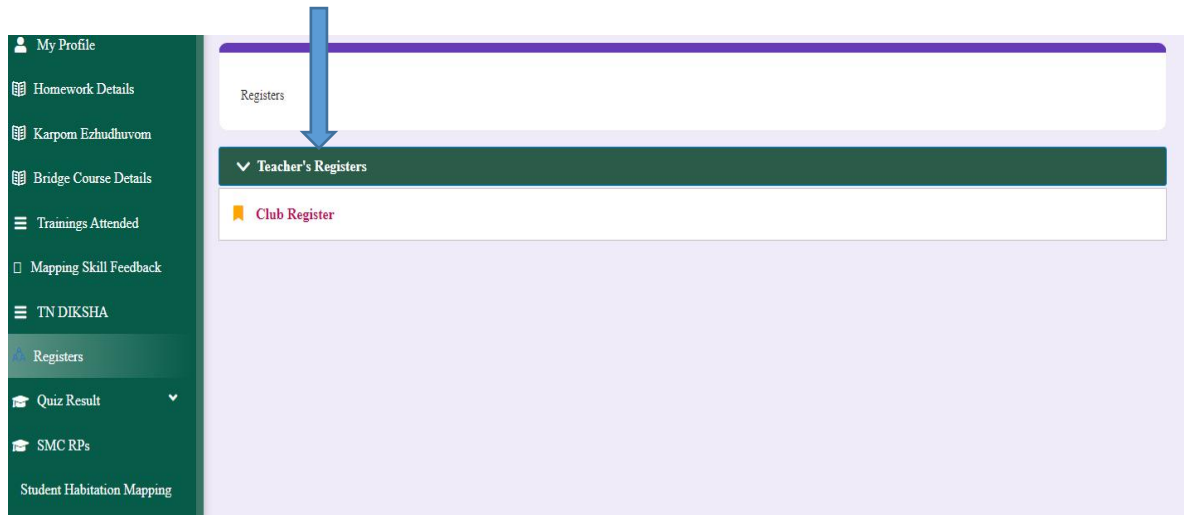 My Profile
Homework Details
Karpom Ezhudhuvom
Bridge Course Details
Trainings Attended
Mapping Skill Feedback
TN DIKSHA
Registers
Quiz Result
SMC RPs
Student Habitation Mapping
Registers
Teacher's Registers
Club Register